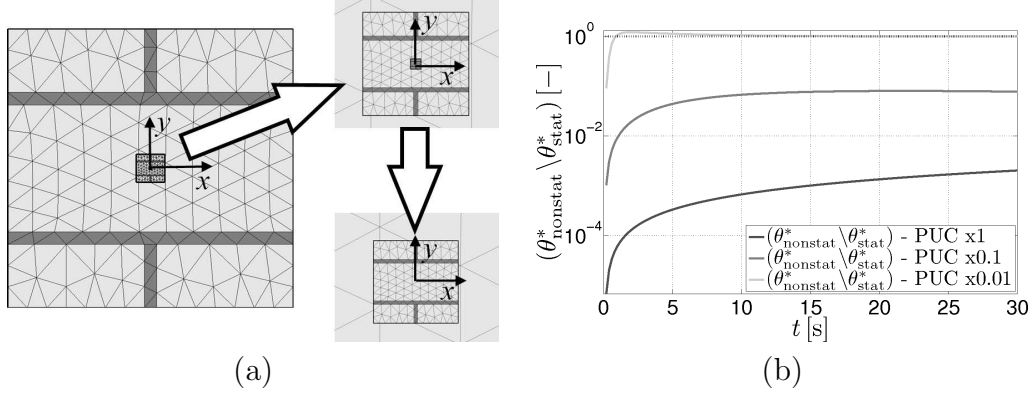 y
x
y
x
y
x
(a)
(θ*nonstat \θ*stat) [−]
10^0
10^−2
10^−4
0 5 10 15 20 25 30
t [s]
(θ*nonstat\θ*stat) - PUC x1
(θ*nonstat\θ*stat) - PUC x0.1
(θ*nonstat\θ*stat) - PUC x0.01
(b)